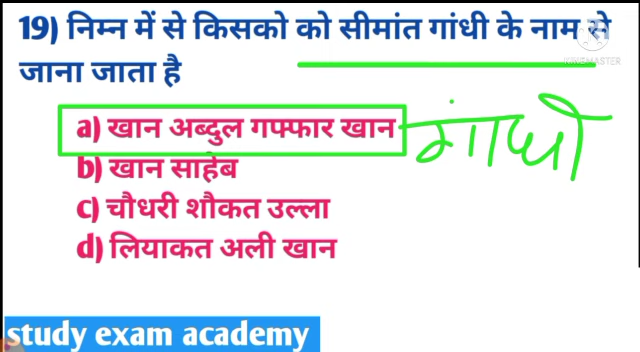 19) निम्न में से किसको को सीमांत गांधी के नाम से
जाना जाता है
a) खान अब्दुल गफ्फार खान
गांधी
b) खान साहेब
c) चौधरी शौकत उल्ला
d) लियाकत अली खान
study exam academy